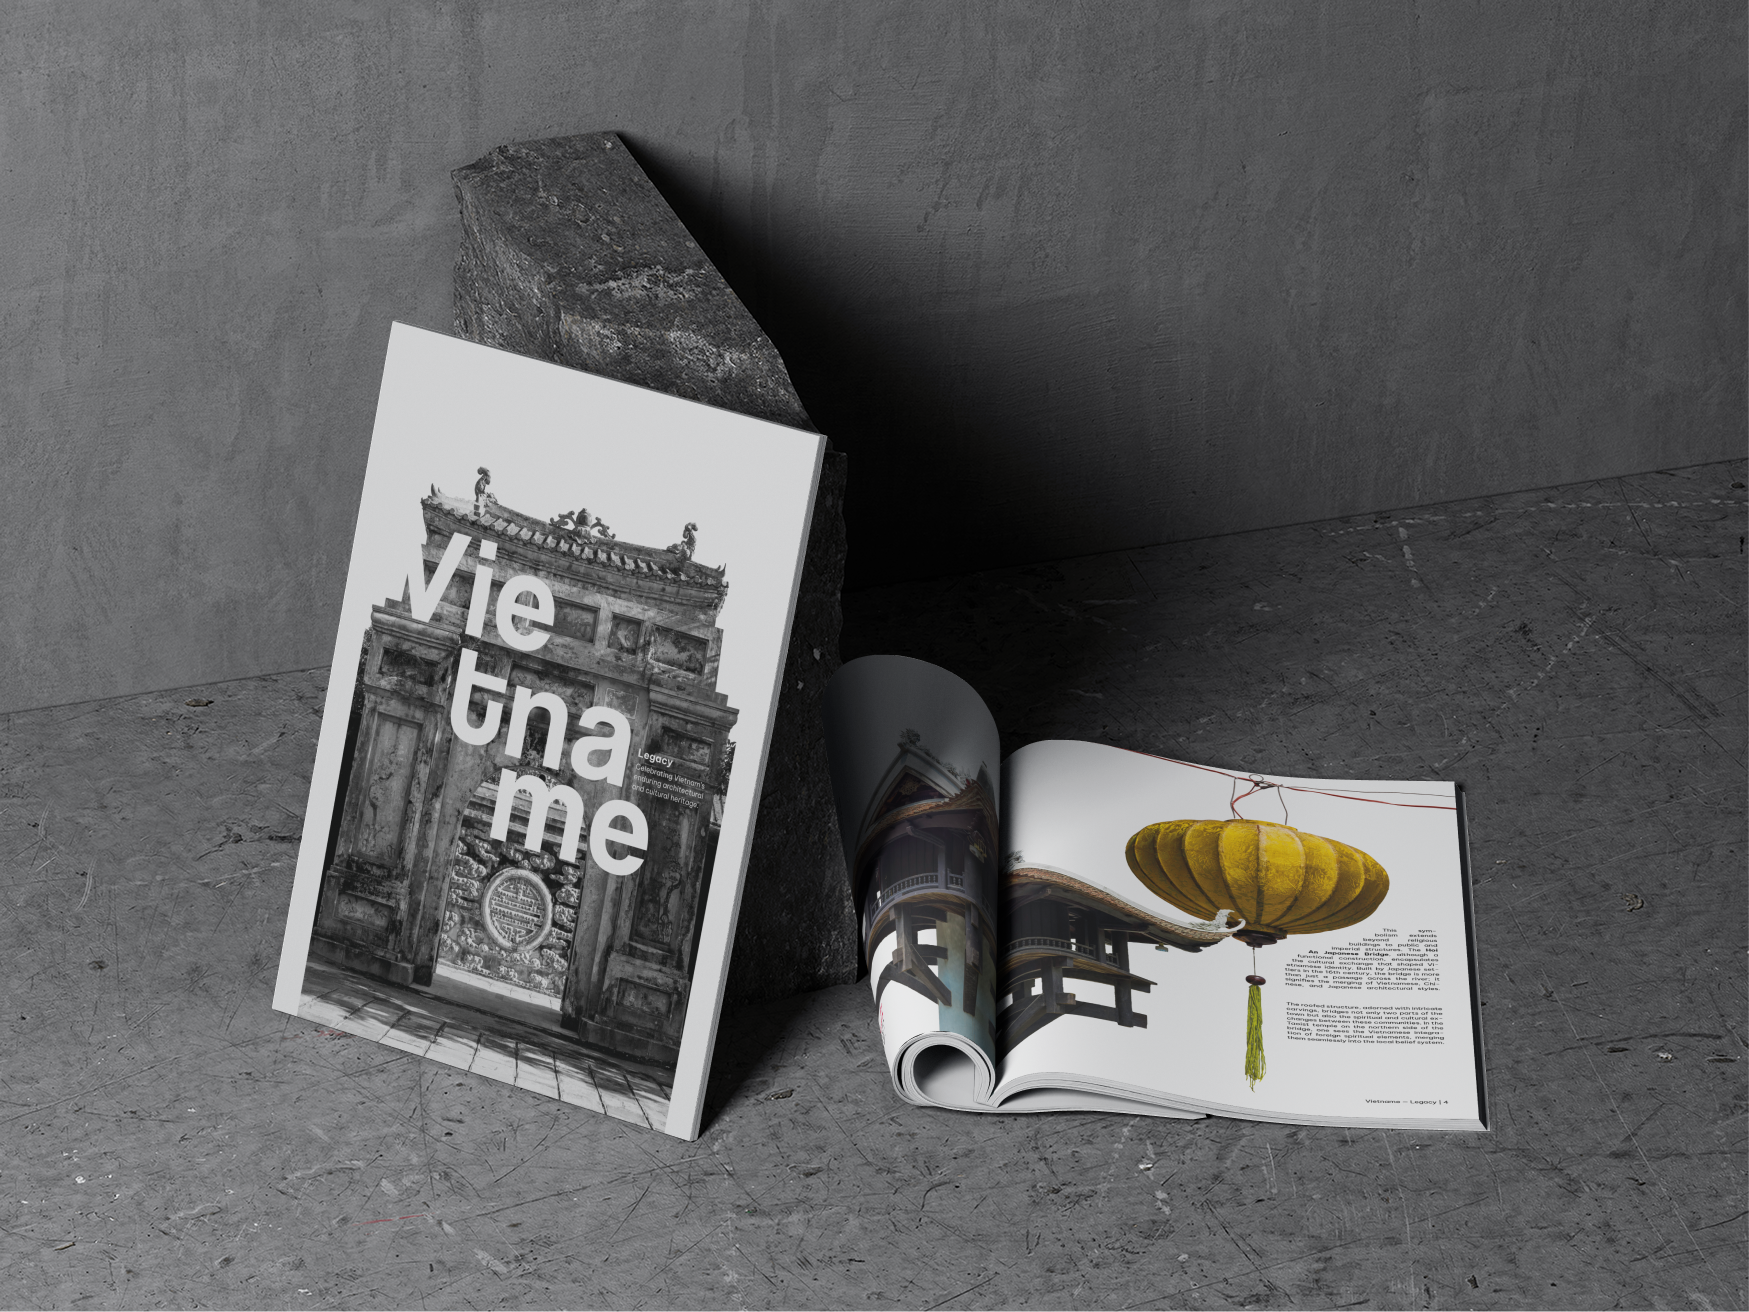 Vie
tna
me
Legacy
Celebrating Vietnam's
enduring architectural
and cultural heritage.
This sym-
bolism extends
beyond religious
buildings to public and
imperial structures. The Hoi
An Japanese Bridge, although a
functional construction, encapsulates
the cultural exchange that shaped Vi-
etnamese identity. Built by Japanese set-
tlers in the 16th century, the bridge is more
than just a passage across the river; it
signifies the merging of Vietnamese, Chi-
nese, and Japanese architectural styles.
The roofed structure, adorned with intricate
carvings, bridges not only two parts of the
town but also the spiritual and cultural ex-
changes between these communities. In the
Taoist temple on the northern side of the
bridge, one sees the Vietnamese integra-
tion of foreign spiritual elements, merging
them seamlessly into the local belief system.
Vietname — Legacy | 4